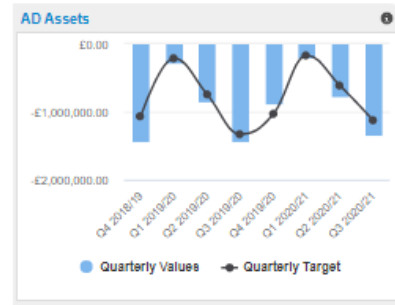 AD Assets
£0.00
-£1,000,000.00
-£2,000,000.00
Q4 2018/19
Q1 2019/20
Q2 2019/20
Q3 2019/20
Q4 2019/20
Q1 2020/21
Q2 2020/21
Q3 2020/21
Quarterly Values Quarterly Target